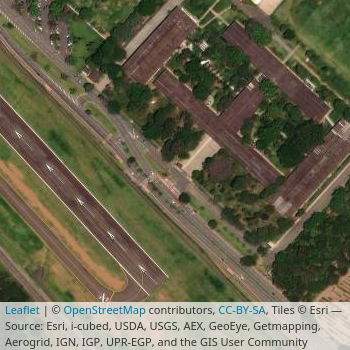 Leaflet | © OpenStreetMap contributors, CC-BY-SA, Tiles © Esri —
Source: Esri, i-cubed, USDA, USGS, AEX, GeoEye, Getmapping,
Aerogrid, IGN, IGP, UPR-EGP, and the GIS User Community